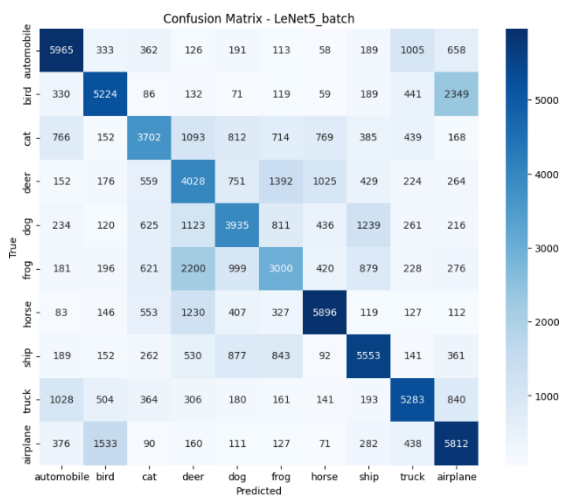 Confusion Matrix - LeNet5_batch
automobile 5965 333 362 126 191 113 58 189 1005 658
bird 330 5224 86 132 71 119 59 189 441 2349
cat 766 152 3702 1093 812 714 769 385 439 168
deer 152 176 559 4028 751 1392 1025 429 224 264
dog 234 120 625 1123 3935 811 436 1239 261 216
frog 181 196 621 2200 999 3000 420 879 228 276
horse 83 146 553 1230 407 327 5896 119 127 112
ship 189 152 262 530 877 843 92 5553 141 361
truck 1028 504 364 306 180 161 141 193 5283 840
airplane 376 1533 90 160 111 127 71 282 438 5812
automobile bird cat deer dog frog horse ship truck airplane
Predicted
True
5000
4000
3000
2000
1000